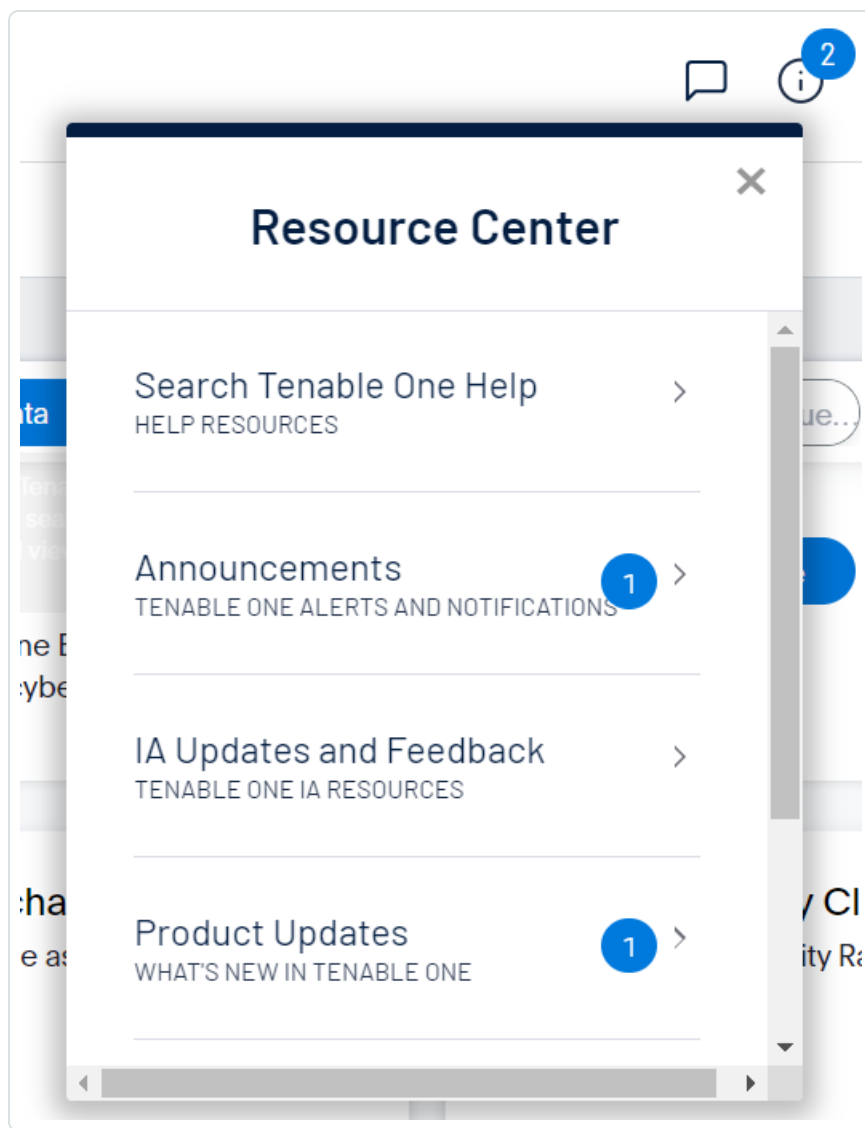 2
Resource Center
Search Tenable One Help
HELP RESOURCES
Announcements
1
TENABLE ONE ALERTS AND NOTIFICATIONS
IA Updates and Feedback
TENABLE ONE IA RESOURCES
Product Updates
1
WHAT'S NEW IN TENABLE ONE